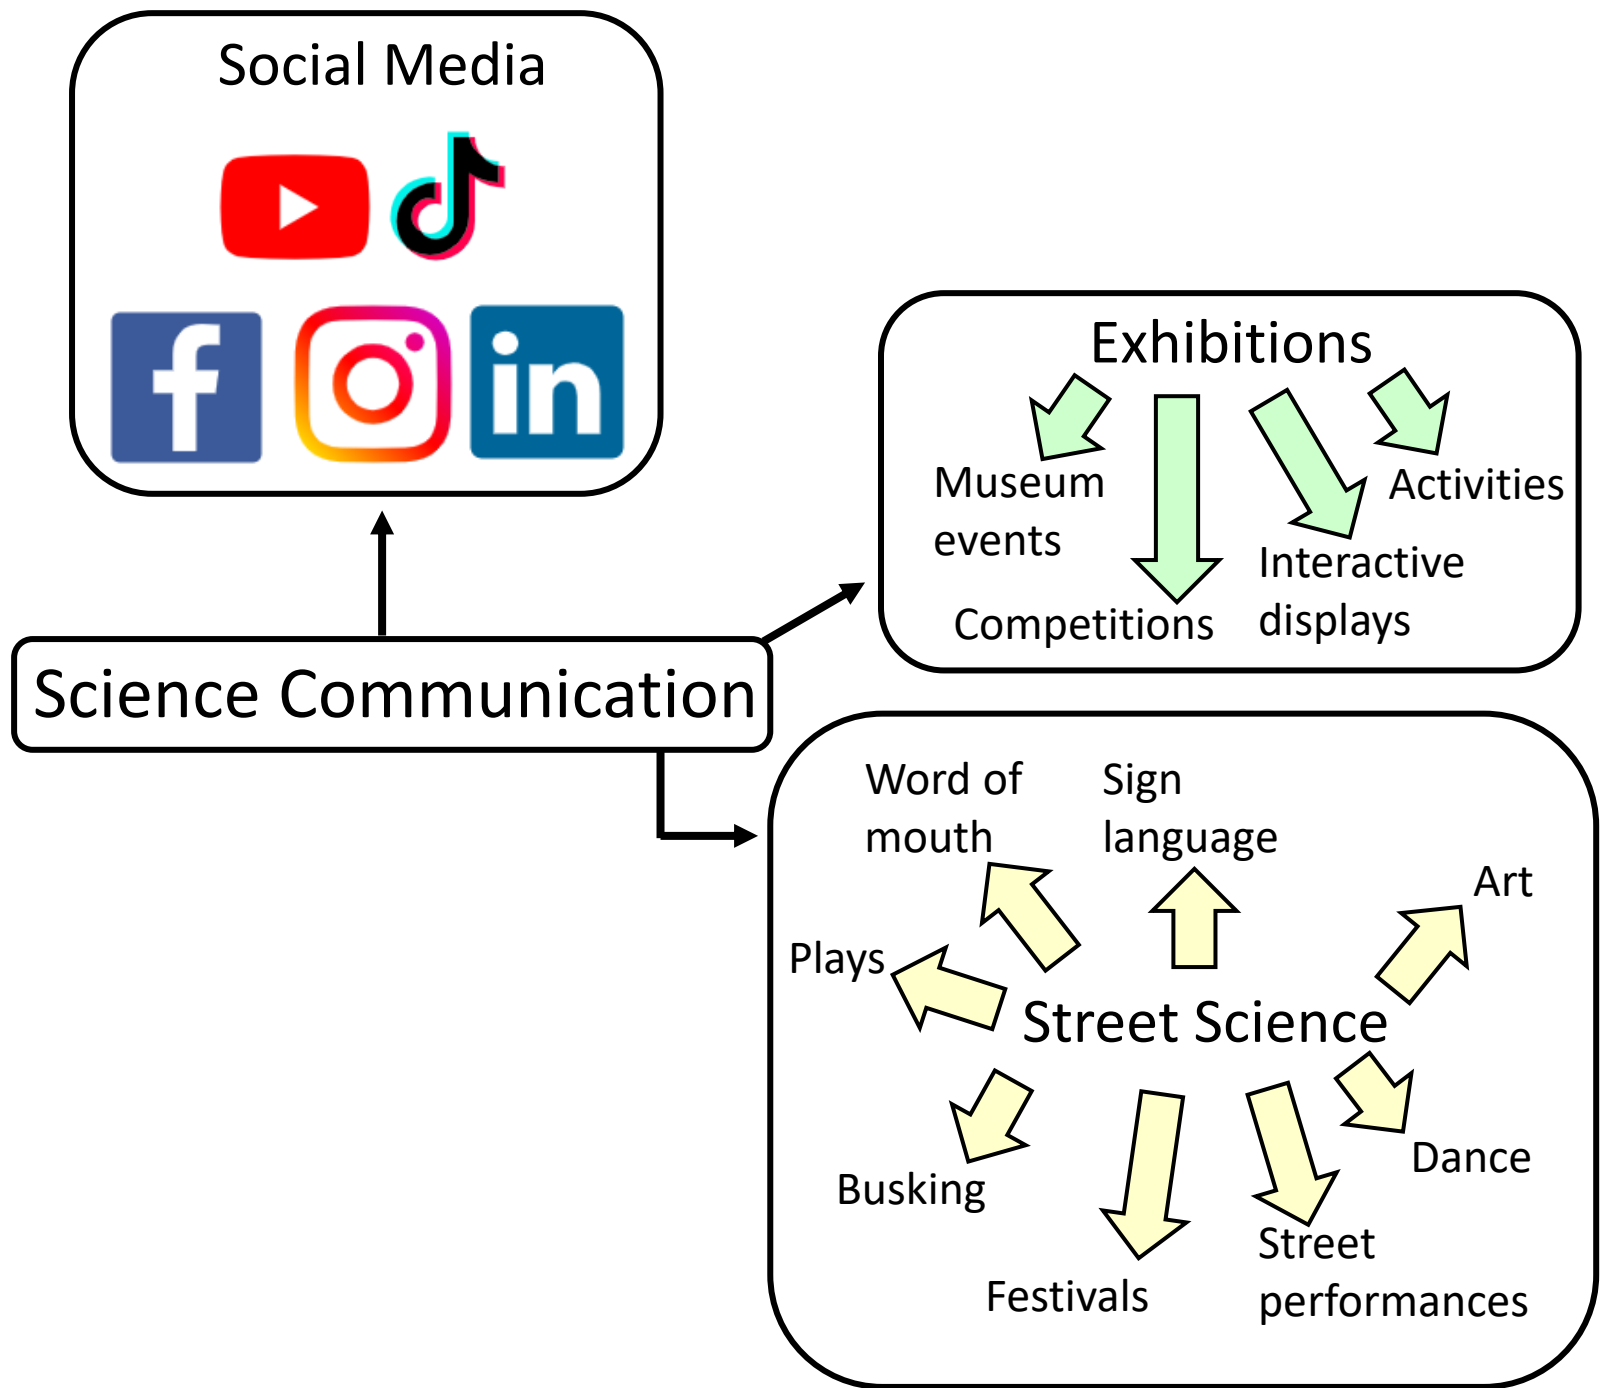 Social Media
f
in
Exhibitions
Museum
events
Activities
Interactive
displays
Competitions
Science Communication
Word of
mouth
Sign
language
Art
Plays
Street Science
Dance
Busking
Street
performances
Festivals